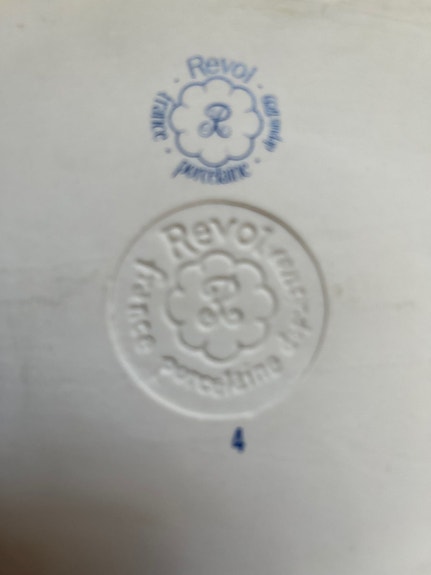 Revol
france
porcelaine
R
Revol
france
porcelaine
R
4